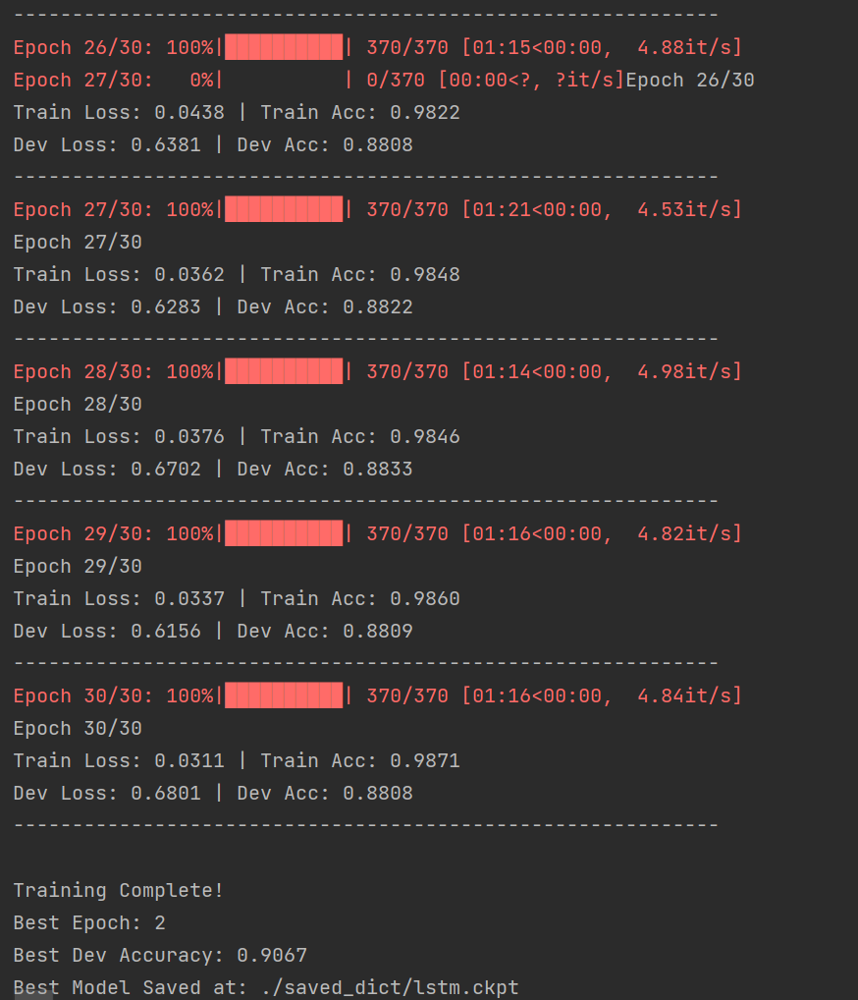 ------------------------------------------------------------
Epoch 26/30: 100%|██████████| 370/370 [01:15<00:00,  4.88it/s]
Epoch 27/30:   0%|          | 0/370 [00:00<?, ?it/s]Epoch 26/30
Train Loss: 0.0438 | Train Acc: 0.9822
Dev Loss: 0.6381 | Dev Acc: 0.8808
------------------------------------------------------------
Epoch 27/30: 100%|██████████| 370/370 [01:21<00:00,  4.53it/s]
Epoch 27/30
Train Loss: 0.0362 | Train Acc: 0.9848
Dev Loss: 0.6283 | Dev Acc: 0.8822
------------------------------------------------------------
Epoch 28/30: 100%|██████████| 370/370 [01:14<00:00,  4.98it/s]
Epoch 28/30
Train Loss: 0.0376 | Train Acc: 0.9846
Dev Loss: 0.6702 | Dev Acc: 0.8833
------------------------------------------------------------
Epoch 29/30: 100%|██████████| 370/370 [01:16<00:00,  4.82it/s]
Epoch 29/30
Train Loss: 0.0337 | Train Acc: 0.9860
Dev Loss: 0.6156 | Dev Acc: 0.8809
------------------------------------------------------------
Epoch 30/30: 100%|██████████| 370/370 [01:16<00:00,  4.84it/s]
Epoch 30/30
Train Loss: 0.0311 | Train Acc: 0.9871
Dev Loss: 0.6801 | Dev Acc: 0.8808
------------------------------------------------------------
Training Complete!
Best Epoch: 2
Best Dev Accuracy: 0.9067
Best Model Saved at: ./saved_dict/lstm.ckpt